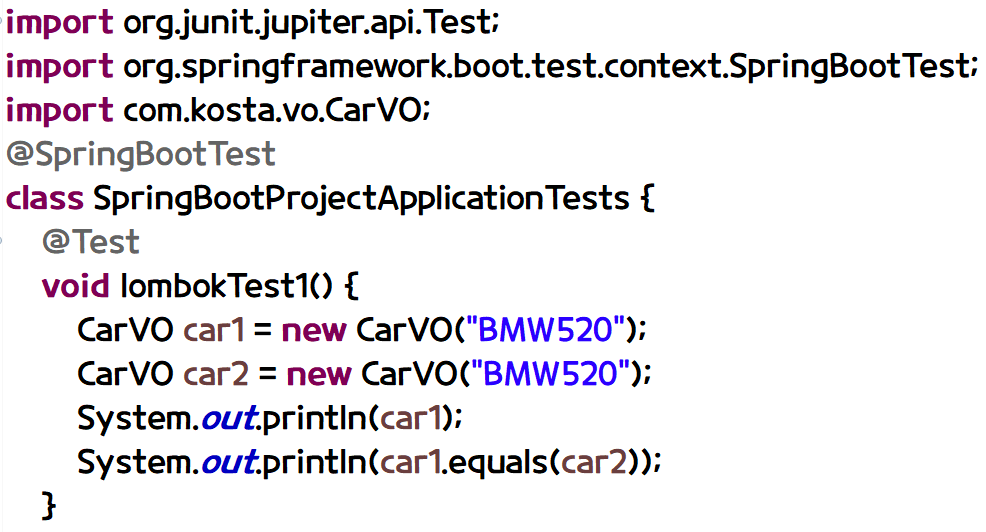 import org.junit.jupiter.api.Test;
import org.springframework.boot.test.context.SpringBootTest;
import com.kosta.vo.CarVO;
@SpringBootTest
class SpringBootProjectApplicationTests {
@Test
void lombokTest1() {
CarVO car1 = new CarVO("BMW520");
CarVO car2 = new CarVO("BMW520");
System.out.println(car1);
System.out.println(car1.equals(car2));
}